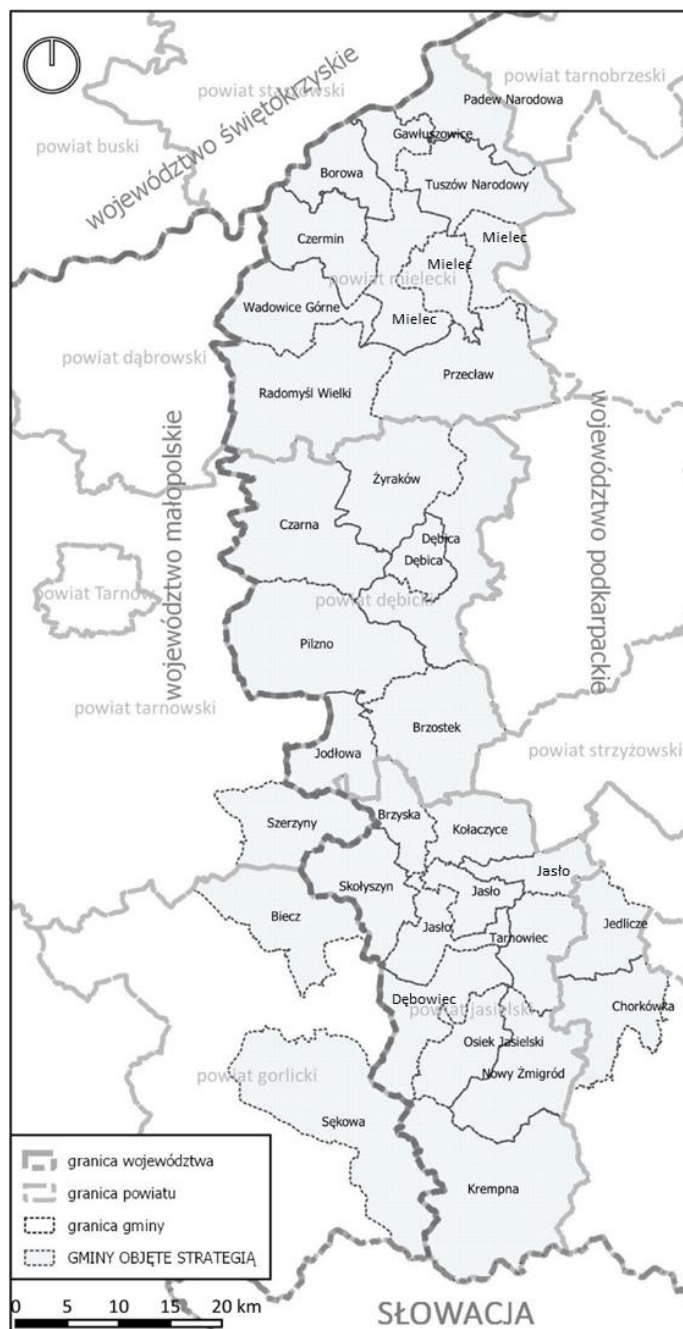 powiat staszowski
powiat tarnobrzeski
powiat buski
województwo świętokrzyskie
Padew Narodowa
Gawłuszowice
Borowa
Tuszów Narodowy
Czermin
Mielec
Mielec
powiat mielecki
Wadowice Górne
Mielec
powiat dąbrowski
Przecław
Radomyśl Wielki
województwo małopolskie
województwo podkarpackie
Żyraków
Czarna
Dębica
Dębica
powiat Tarnów
powiat dębicki
Pilzno
powiat tarnowski
Brzostek
Jodłowa
powiat strzyżowski
Szerzyny
Brzyska
Kołaczyce
Jasło
Skołyszyn
Jasło
Biecz
Jasło
Jedlicze
Tarnowiec
Dębowiec
powiat jasielski
Chorkówka
Osiek Jasielski
Nowy Żmigród
powiat gorlicki
Sękowa
Krempna
granica województwa
granica powiatu
granica gminy
GMINY OBJĘTE STRATEGIĄ
0 5 10 15 20 km
SŁOWACJA